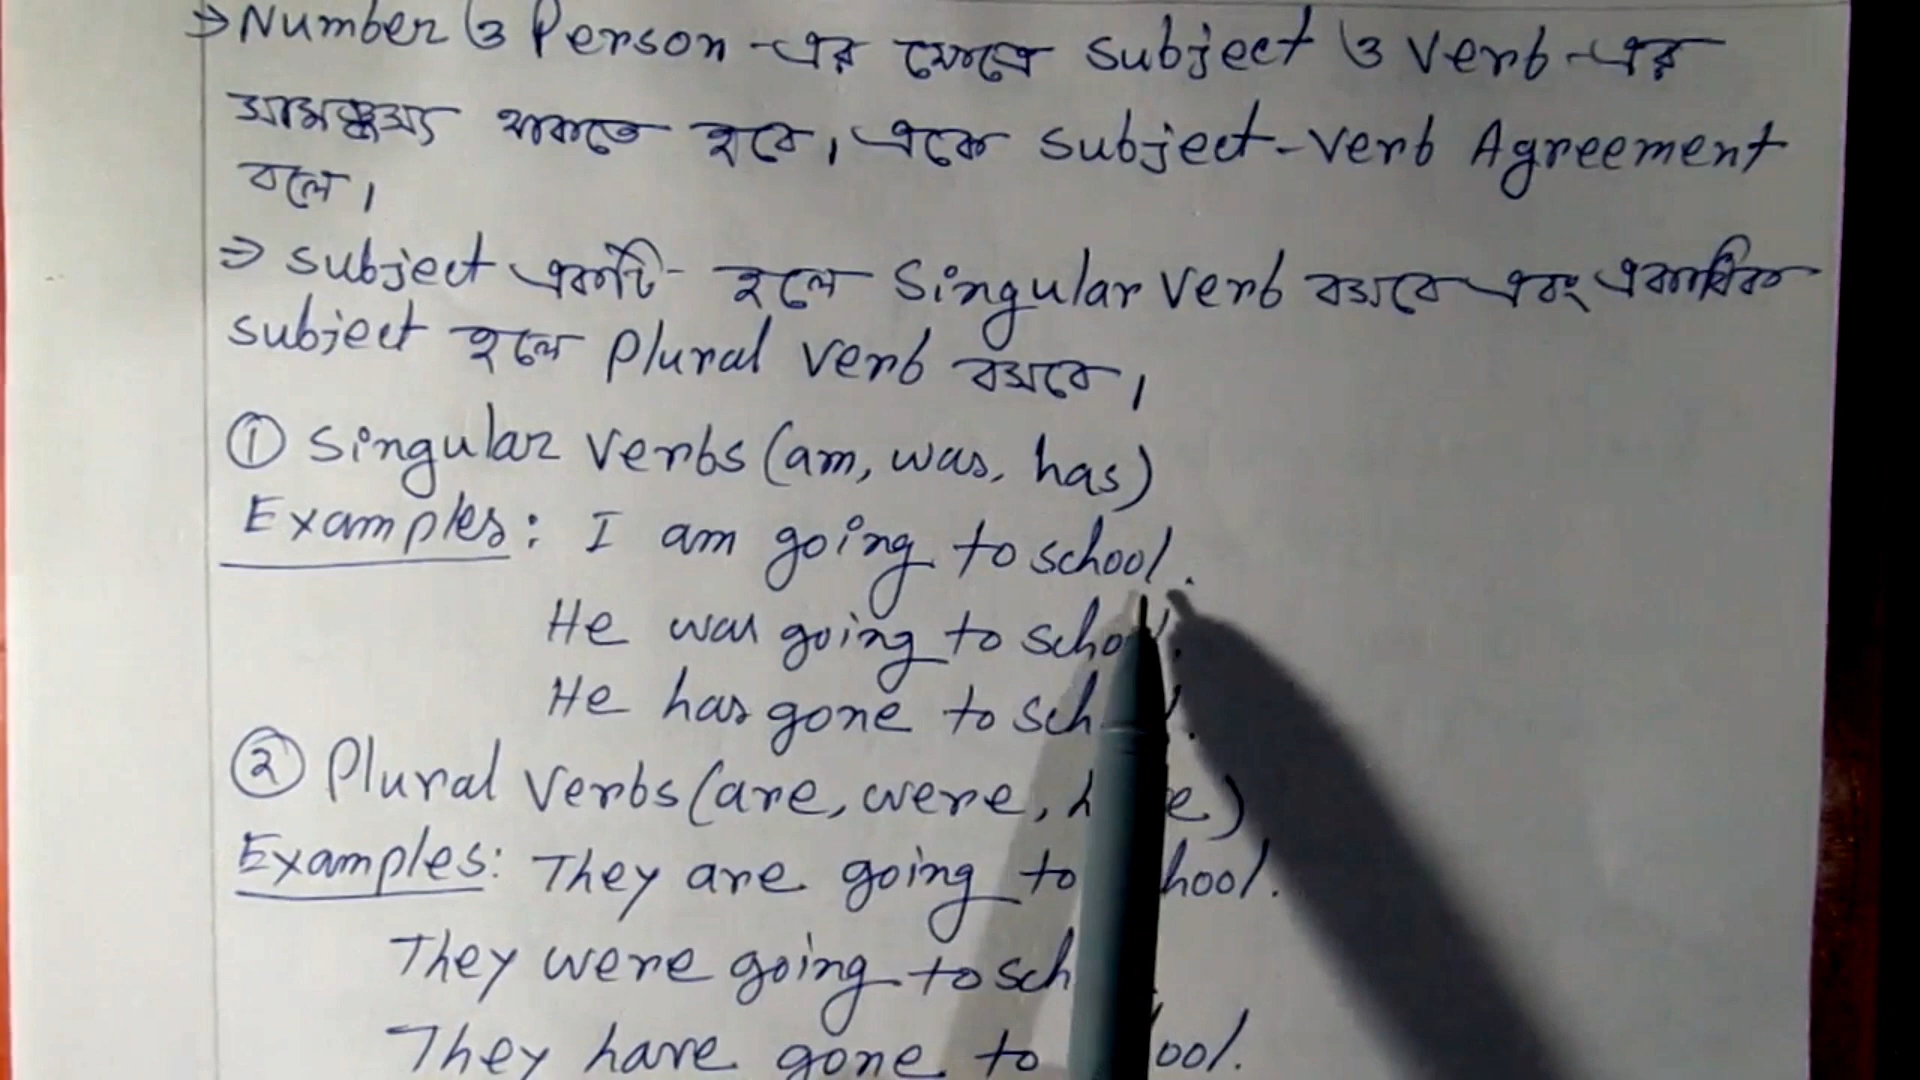 ⇒ Number ও Person -এর ক্ষেত্রে subject ও verb -এর
সামঞ্জস্য থাকতে হবে। একে subject-verb Agreement
বলে।
⇒ subject একটি হলে Singular verb বসবে এবং একাধিক
subject হলে plural verb বসবে।
① Singular verbs (am, was, has)
Examples: I am going to school.
He was going to
He has gone to
② Plural verbs (are, were,
Examples: They are going to
They were going to
They have gone to